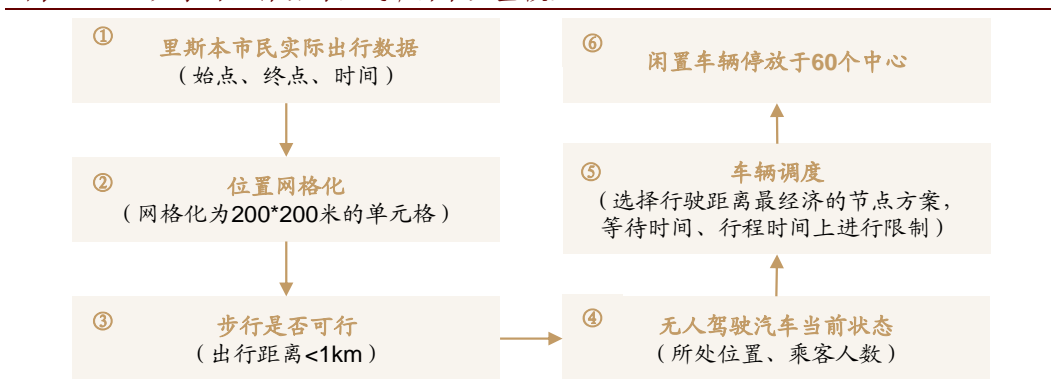 ①
里斯本市民实际出行数据
（始点、终点、时间）
②
位置网格化
（网格化为200*200米的单元格）
③
步行是否可行
（出行距离<1km）
④
无人驾驶汽车当前状态
（所处位置、乘客人数）
⑤
车辆调度
（选择行驶距离最经济的节点方案，
等待时间、行程时间上进行限制）
⑥
闲置车辆停放于60个中心